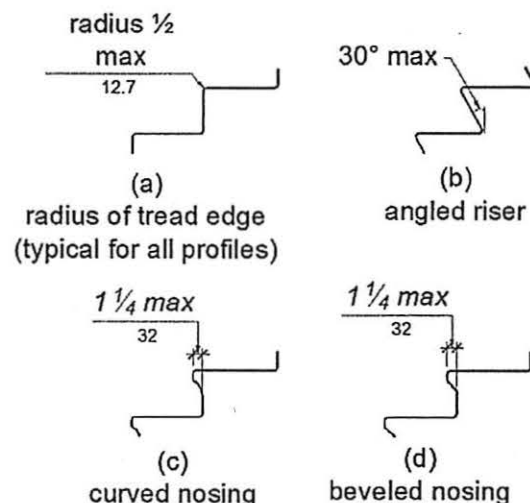 radius ½
max
12.7
(a)
radius of tread edge
(typical for all profiles)
30° max
(b)
angled riser
1 ¼ max
32
(c)
curved nosing
1 ¼ max
32
(d)
beveled nosing